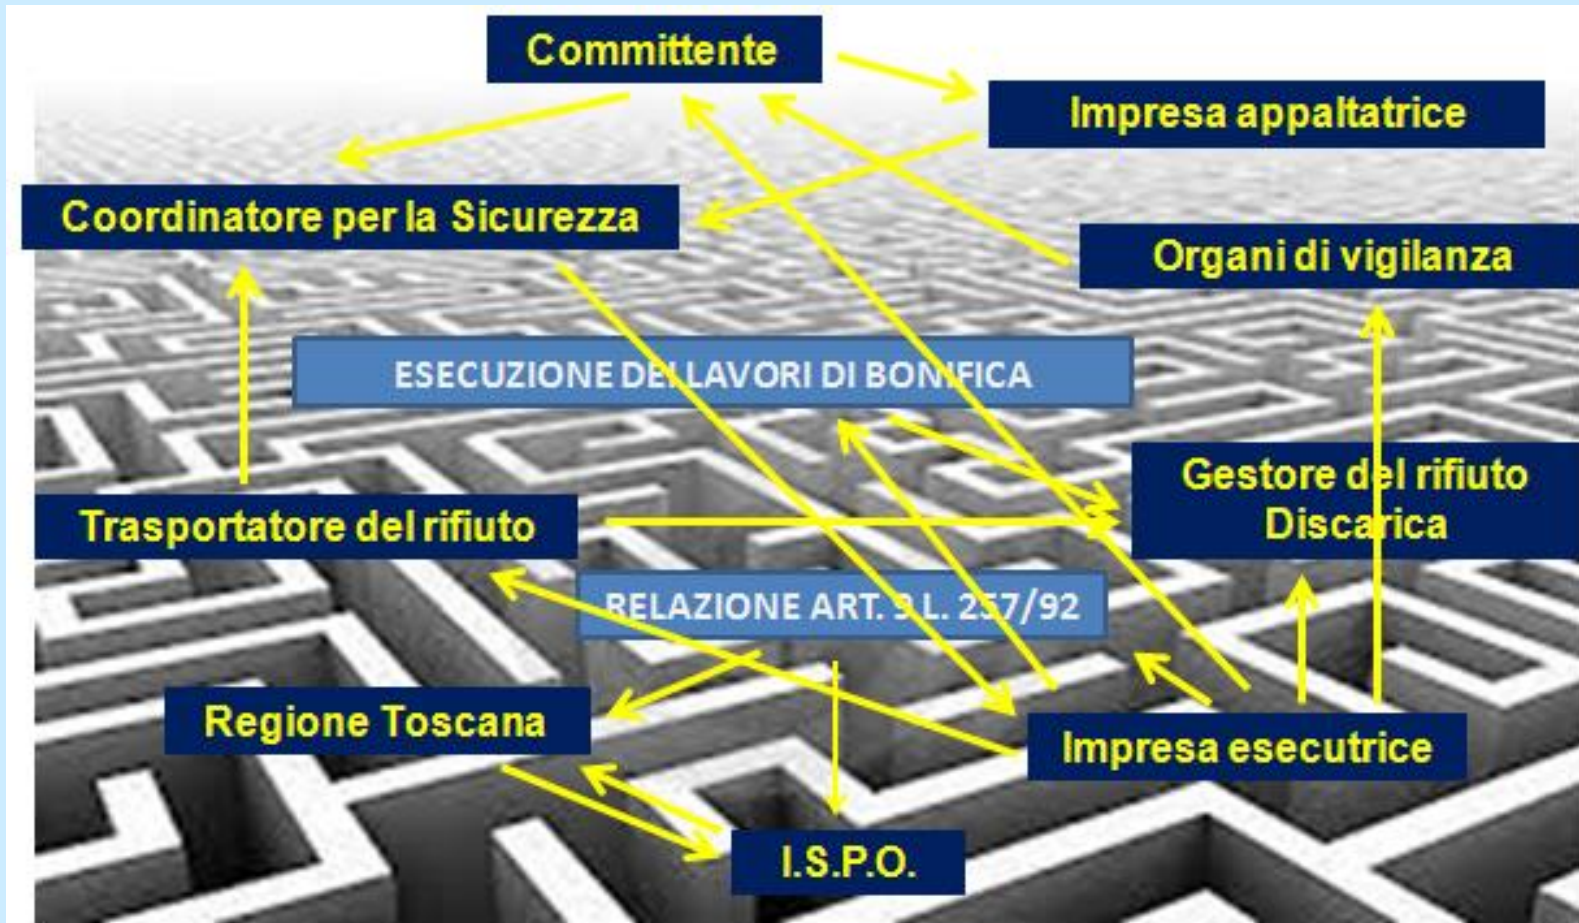 Committente
Impresa appaltatrice
Coordinatore per la Sicurezza
Organi di vigilanza
ESECUZIONE DEI LAVORI DI BONIFICA
Gestore del rifiuto
Discarica
Trasportatore del rifiuto
RELAZIONE ART. 9 L. 257/92
Regione Toscana
Impresa esecutrice
I.S.P.O.